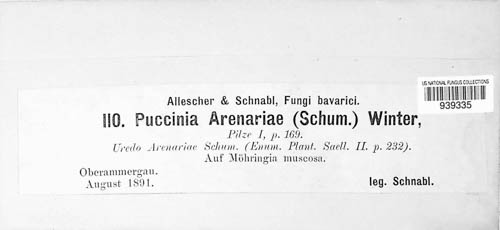 Allescher & Schnabl, Fungi bavarici.
110. Puccinia Arenariae (Schum.) Winter,
Pilze I, p. 169.
Uredo Arenariae Schum. (Enum. Plant. Saell. II. p. 232).
Auf Möhringia muscosa.
Oberammergau.
August 1891.
leg. Schnabl.
US NATIONAL FUNGUS COLLECTIONS
939335